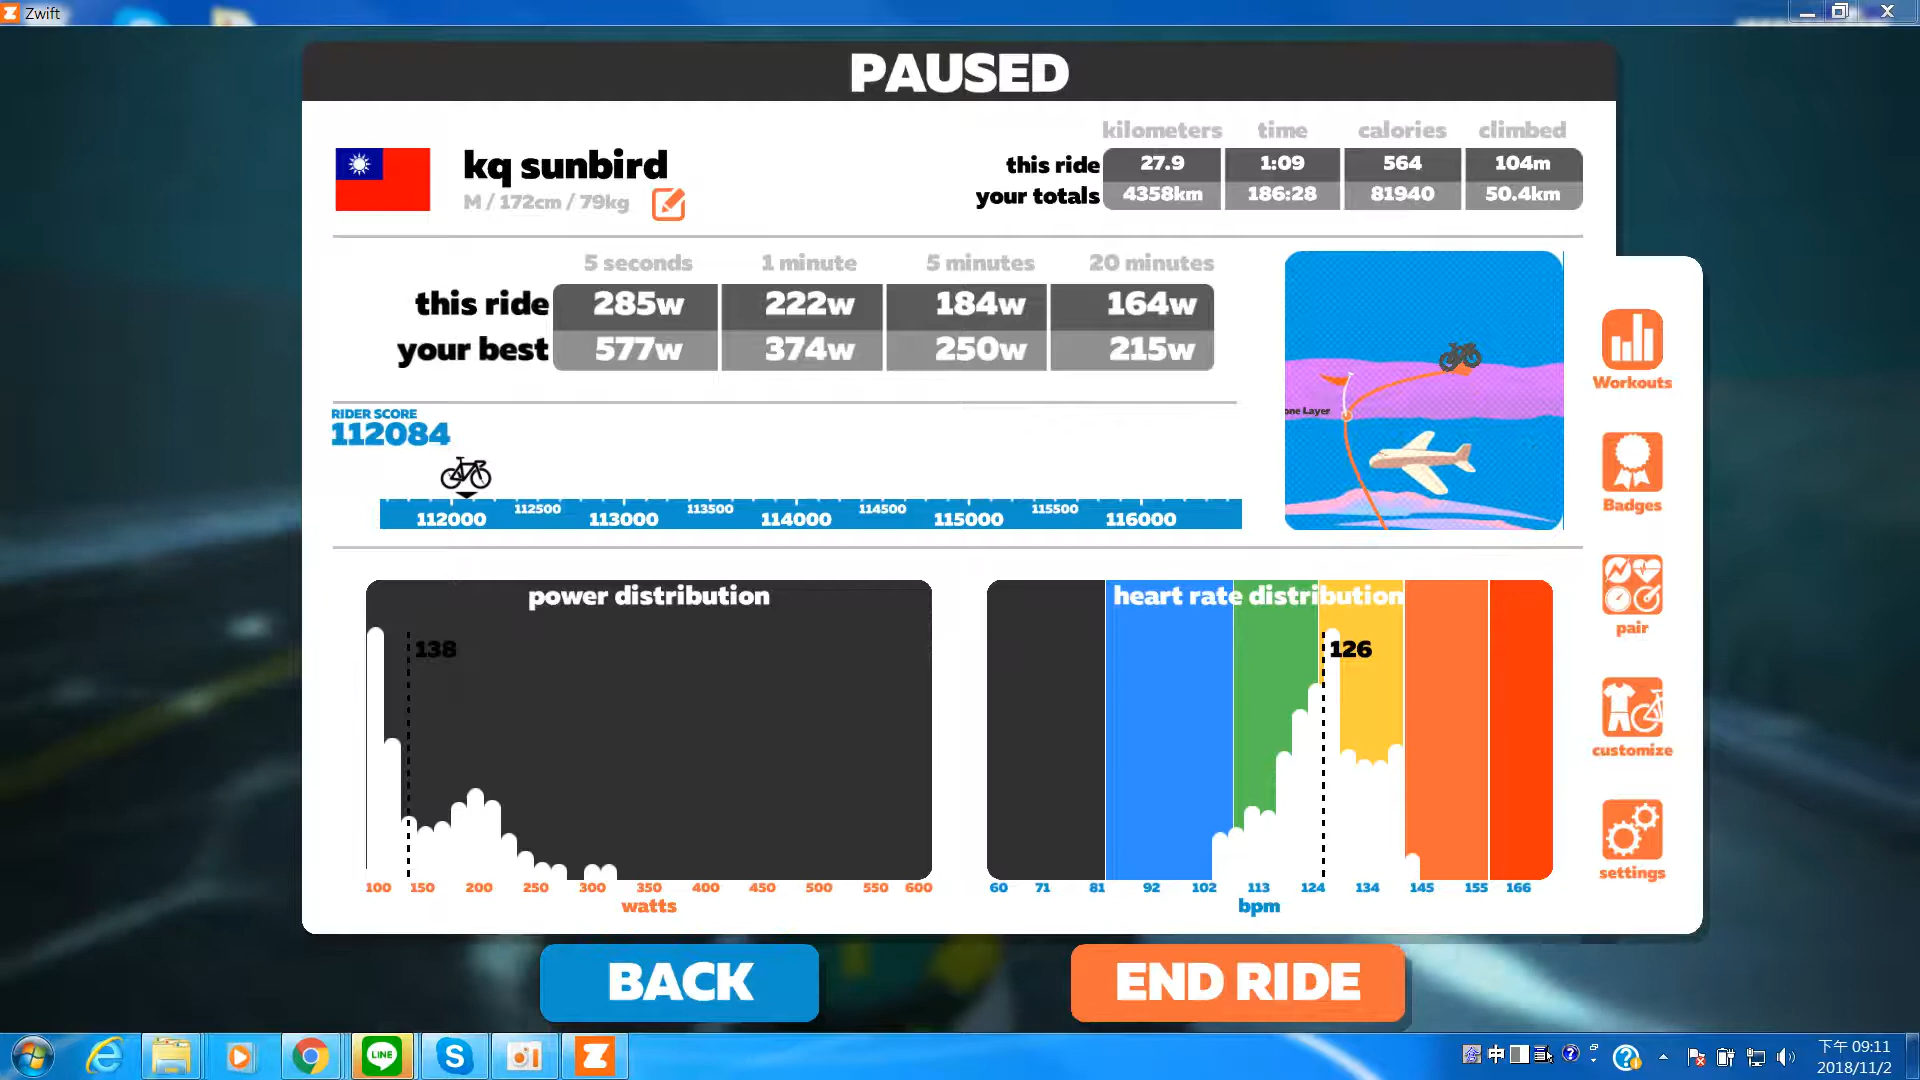 Zwift
PAUSED
kilometers time calories climbed
kq sunbird
M / 172cm / 79kg
this ride 27.9 1:09 564 104m
your totals 4358km 186:28 81940 50.4km
5 seconds 1 minute 5 minutes 20 minutes
this ride 285w 222w 184w 164w
your best 577w 374w 250w 215w
one Layer
Workouts
RIDER SCORE
112084
112000 112500 113000 113500 114000 114500 115000 115500 116000
Badges
power distribution
138
100 150 200 250 300 350 400 450 500 550 600
watts
heart rate distribution
126
60 71 81 92 102 113 124 134 145 155 166
bpm
pair
customize
settings
BACK
END RIDE
LINE
中
下午 09:11
2018/11/2